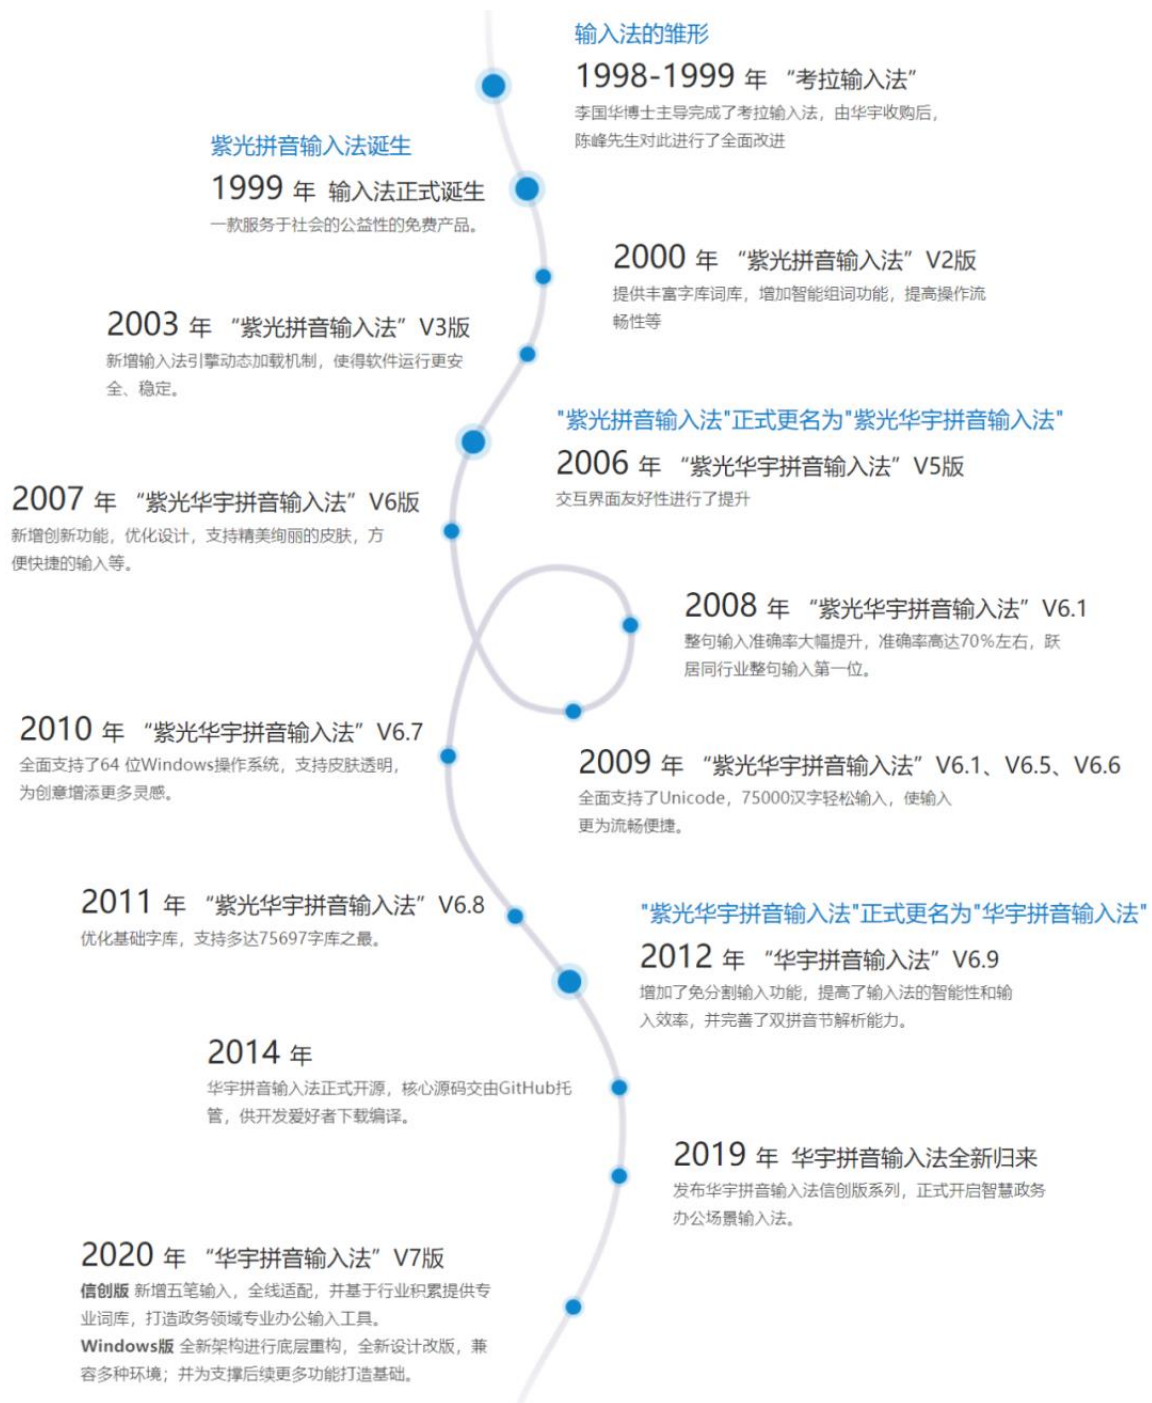 输入法的雏形
1998-1999 年 “考拉输入法”
李国华博士主导完成了考拉输入法，由华宇收购后，
陈峰先生对此进行了全面改进
紫光拼音输入法诞生
1999 年 输入法正式诞生
一款服务于社会的公益性的免费产品。
2000 年 “紫光拼音输入法” V2版
提供丰富字库词库，增加智能组词功能，提高操作流
畅性等
2003 年 “紫光拼音输入法” V3版
新增输入法引擎动态加载机制，使得软件运行更安
全、稳定。
"紫光拼音输入法"正式更名为"紫光华宇拼音输入法"
2006 年 “紫光华宇拼音输入法” V5版
交互界面友好性进行了提升
2007 年 “紫光华宇拼音输入法” V6版
新增创新功能，优化设计，支持精美绚丽的皮肤，方
便快捷的输入等。
2008 年 “紫光华宇拼音输入法” V6.1
整句输入准确率大幅提升，准确率高达70%左右，跃
居同行业整句输入第一位。
2009 年 “紫光华宇拼音输入法” V6.1、V6.5、V6.6
全面支持了Unicode，75000汉字轻松输入，使输入
更为流畅便捷。
2010 年 “紫光华宇拼音输入法” V6.7
全面支持了64 位Windows操作系统，支持皮肤透明，
为创意增添更多灵感。
2011 年 “紫光华宇拼音输入法” V6.8
优化基础字库，支持多达75697字库之最。
"紫光华宇拼音输入法"正式更名为"华宇拼音输入法"
2012 年 “华宇拼音输入法” V6.9
增加了免分割输入功能，提高了输入法的智能性和输
入效率，并完善了双拼音节解析能力。
2014 年
华宇拼音输入法正式开源，核心源码交由GitHub托
管，供开发爱好者下载编译。
2019 年 华宇拼音输入法全新归来
发布华宇拼音输入法信创版系列，正式开启智慧政务
办公场景输入法。
2020 年 “华宇拼音输入法” V7版
信创版 新增五笔输入，全线适配，并基于行业积累提供专
业词库，打造政务领域专业办公输入工具。
Windows版 全新架构进行底层重构，全新设计改版，兼
容多种环境；并为支撑后续更多功能打造基础。